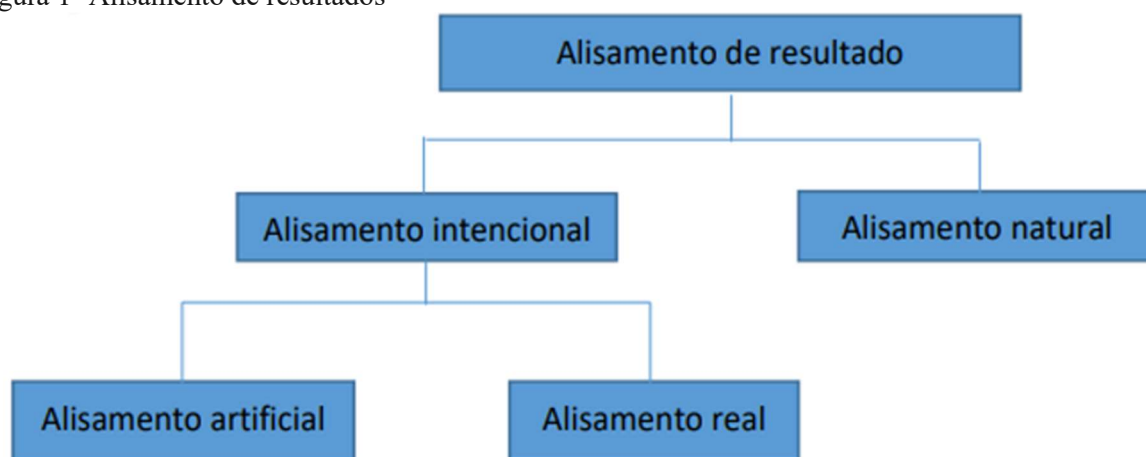 gura 1- Alisamento de resultados
Alisamento de resultado
Alisamento intencional
Alisamento natural
Alisamento artificial
Alisamento real